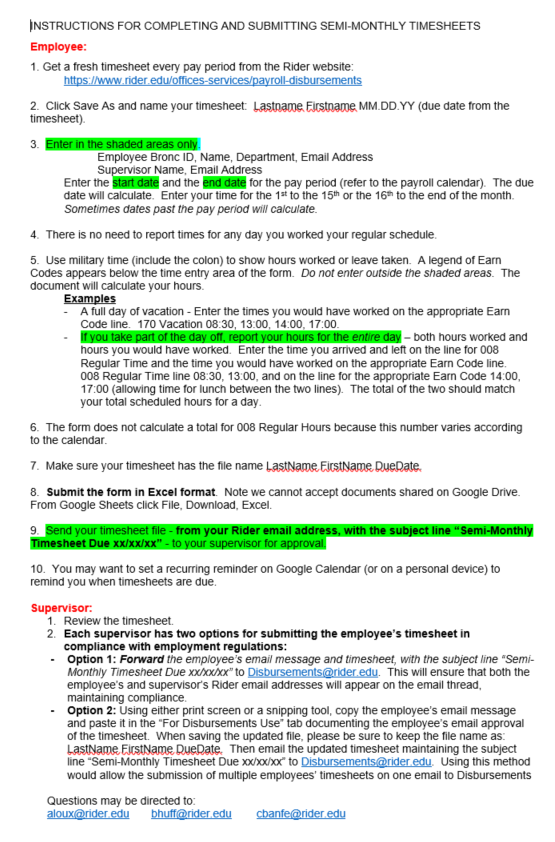 INSTRUCTIONS FOR COMPLETING AND SUBMITTING SEMI-MONTHLY TIMESHEETS
Employee:
1. Get a fresh timesheet every pay period from the Rider website:
https://www.rider.edu/offices-services/payroll-disbursements
2. Click Save As and name your timesheet: Lastname Firstname MM.DD.YY (due date from the
timesheet).
3. Enter in the shaded areas only.
Employee Bronc ID, Name, Department, Email Address
Supervisor Name, Email Address
Enter the start date and the end date for the pay period (refer to the payroll calendar). The due
date will calculate. Enter your time for the 1st to the 15th or the 16th to the end of the month.
Sometimes dates past the pay period will calculate.
4. There is no need to report times for any day you worked your regular schedule.
5. Use military time (include the colon) to show hours worked or leave taken. A legend of Earn
Codes appears below the time entry area of the form. Do not enter outside the shaded areas. The
document will calculate your hours.
Examples
- A full day of vacation - Enter the times you would have worked on the appropriate Earn
Code line. 170 Vacation 08:30, 13:00, 14:00, 17:00.
- If you take part of the day off, report your hours for the entire day – both hours worked and
hours you would have worked. Enter the time you arrived and left on the line for 008
Regular Time and the time you would have worked on the appropriate Earn Code line.
008 Regular Time line 08:30, 13:00, and on the line for the appropriate Earn Code 14:00,
17:00 (allowing time for lunch between the two lines). The total of the two should match
your total scheduled hours for a day.
6. The form does not calculate a total for 008 Regular Hours because this number varies according
to the calendar.
7. Make sure your timesheet has the file name LastName FirstName DueDate.
8. Submit the form in Excel format. Note we cannot accept documents shared on Google Drive.
From Google Sheets click File, Download, Excel.
9. Send your timesheet file - from your Rider email address, with the subject line “Semi-Monthly
Timesheet Due xx/xx/xx” - to your supervisor for approval.
10. You may want to set a recurring reminder on Google Calendar (or on a personal device) to
remind you when timesheets are due.
Supervisor:
1. Review the timesheet.
2. Each supervisor has two options for submitting the employee’s timesheet in
compliance with employment regulations:
- Option 1: Forward the employee’s email message and timesheet, with the subject line “Semi-
Monthly Timesheet Due xx/xx/xx” to Disbursements@rider.edu. This will ensure that both the
employee’s and supervisor’s Rider email addresses will appear on the email thread,
maintaining compliance.
- Option 2: Using either print screen or a snipping tool, copy the employee’s email message
and paste it in the “For Disbursements Use” tab documenting the employee’s email approval
of the timesheet. When saving the updated file, please be sure to keep the file name as:
LastName FirstName DueDate. Then email the updated timesheet maintaining the subject
line “Semi-Monthly Timesheet Due xx/xx/xx” to Disbursements@rider.edu. Using this method
would allow the submission of multiple employees’ timesheets on one email to Disbursements
Questions may be directed to:
aloux@rider.edu bhuff@rider.edu cbanfe@rider.edu